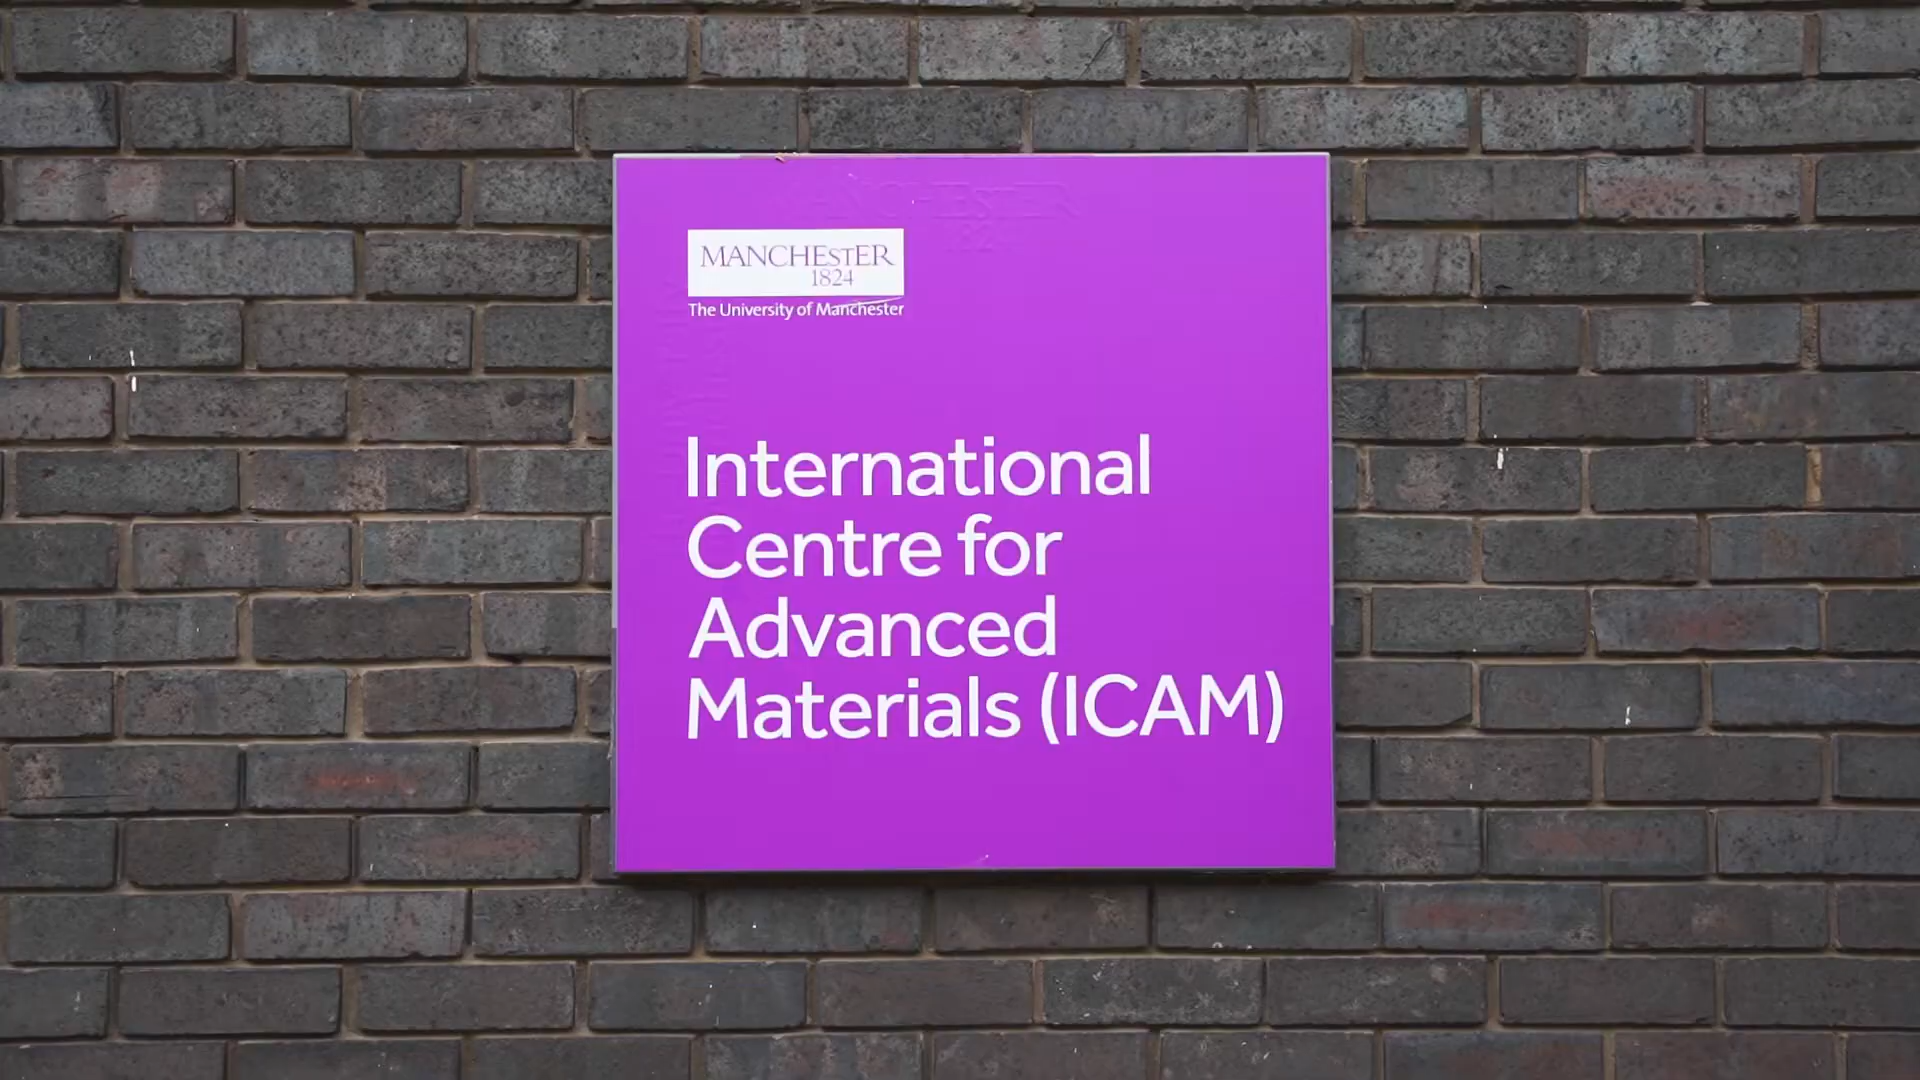 MANCHESTER
1824
The University of Manchester
International
Centre for
Advanced
Materials (ICAM)